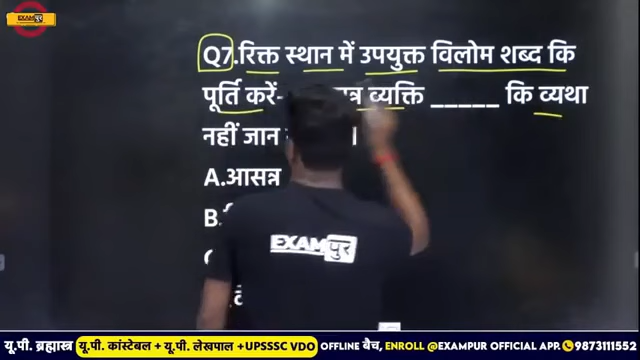 EXAMपुर
Q7.रिक्त स्थान में उपयुक्त विलोम शब्द कि
पूर्ति करें- व्यक्ति ______ कि व्यथा
नहीं जान
A.आसन्न
B.
EXAMपुर
यू.पी. ब्रह्मास्त्र यू.पी. कांस्टेबल + यू.पी. लेखपाल +UPSSSC VDO OFFLINE बैच, ENROLL @EXAMPUR OFFICIAL APP. 9873111552